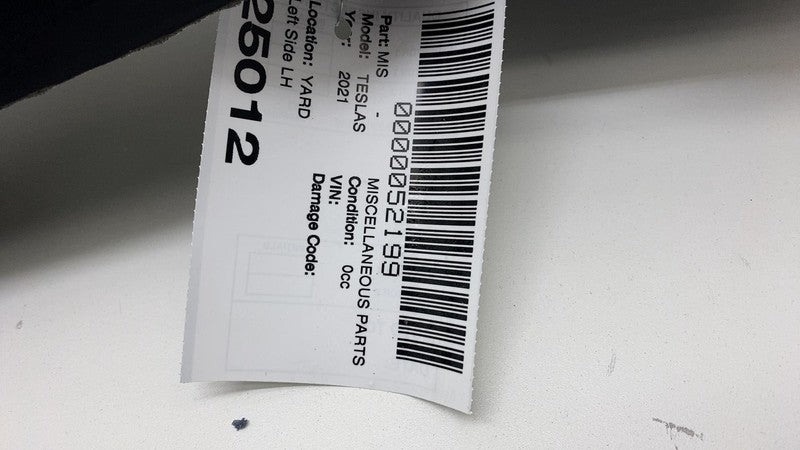 0000052199
Part: MIS - MISCELLANEOUS PARTS
Model: TESLAS Condition: 0cc
Year: 2021 VIN:
Damage Code:
Location: YARD
Left Side LH
25012